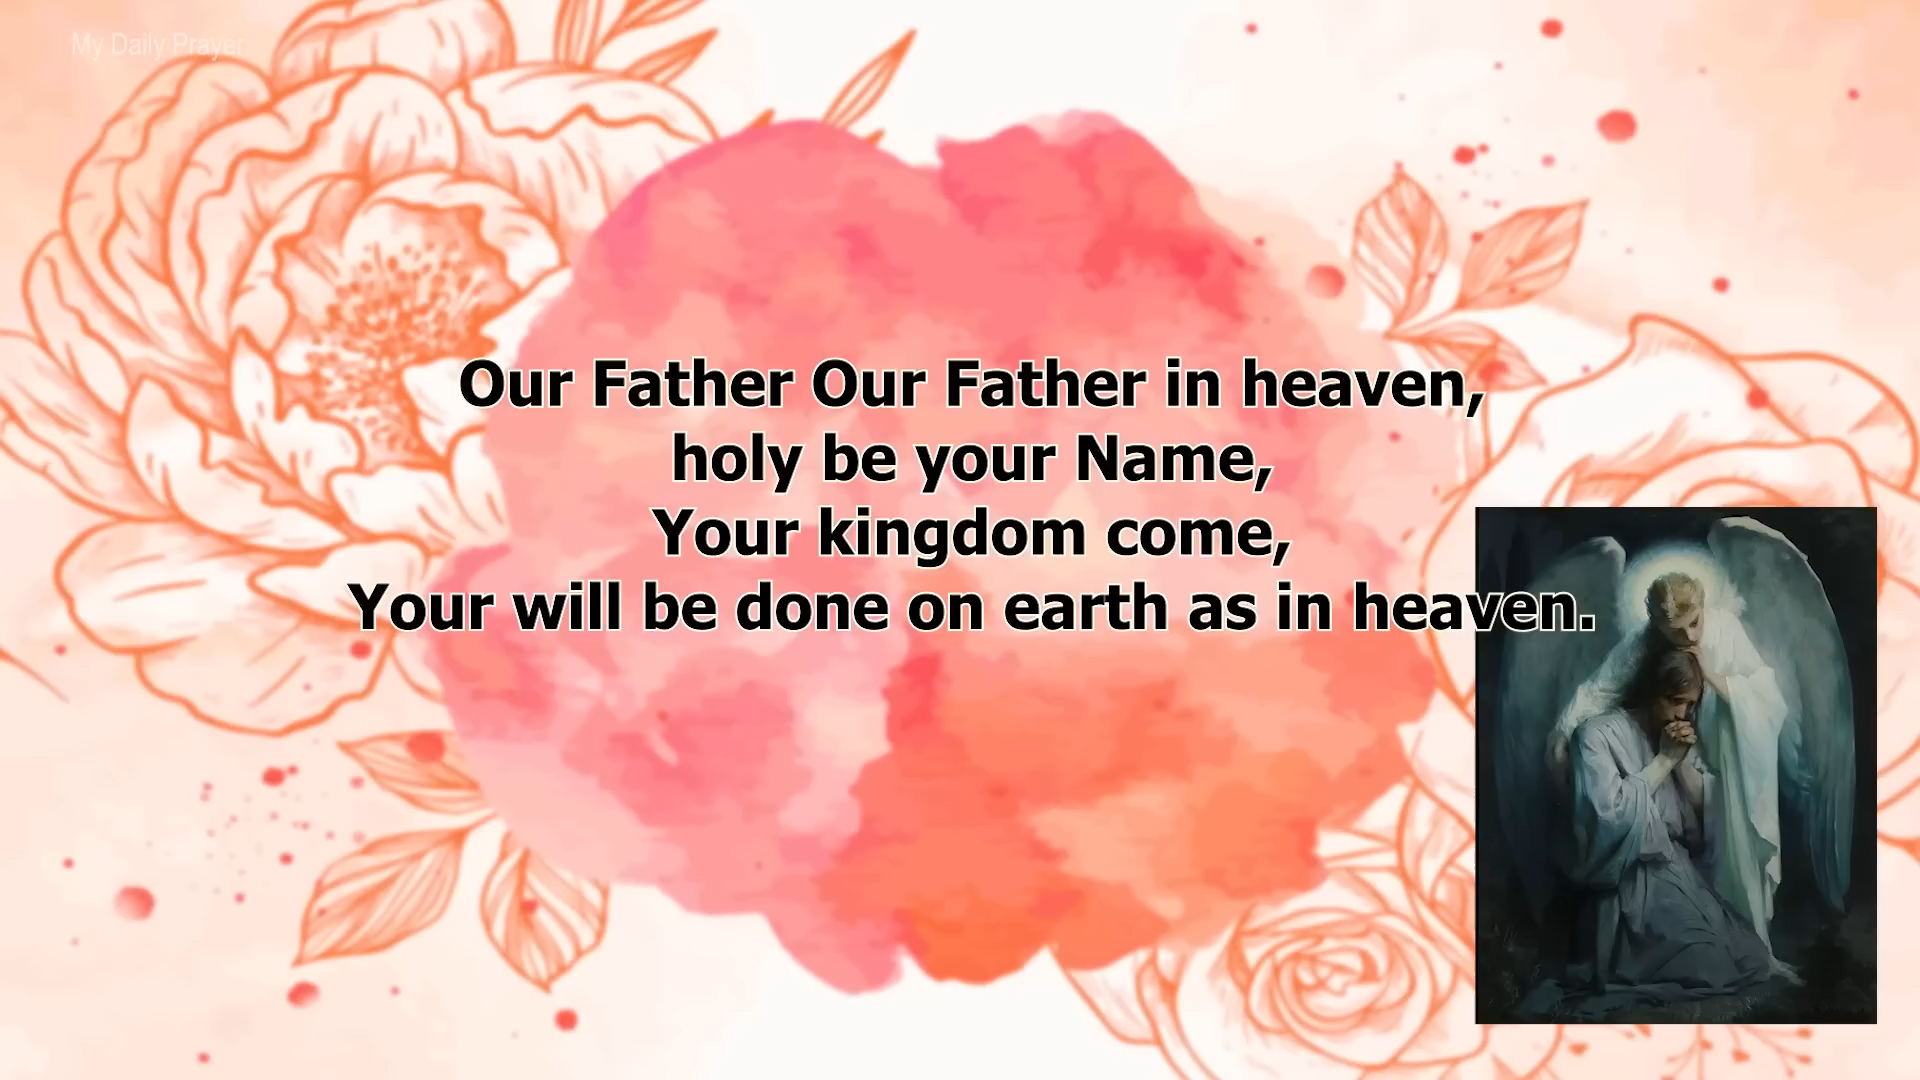 My Daily Prayer
Our Father Our Father in heaven,
holy be your Name,
Your kingdom come,
Your will be done on earth as in heaven.